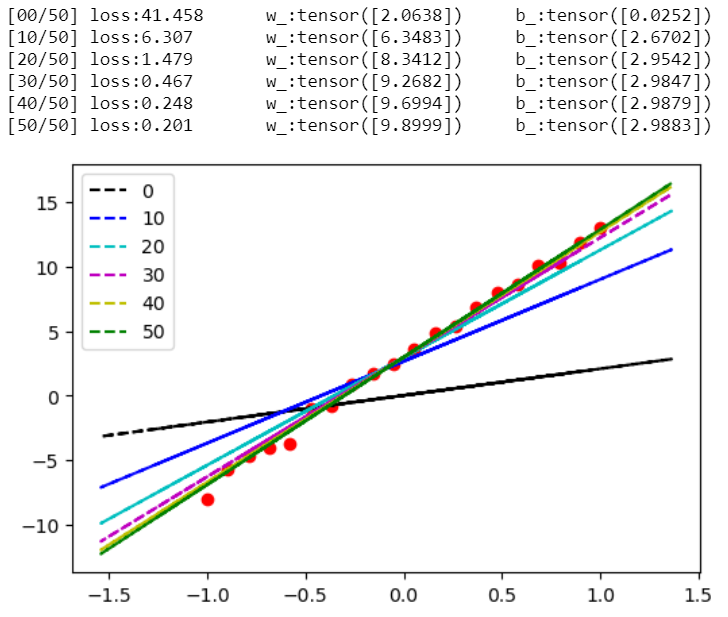 [00/50] loss:41.458 w_:tensor([2.0638]) b_:tensor([0.0252])
[10/50] loss:6.307 w_:tensor([6.3483]) b_:tensor([2.6702])
[20/50] loss:1.479 w_:tensor([8.3412]) b_:tensor([2.9542])
[30/50] loss:0.467 w_:tensor([9.2682]) b_:tensor([2.9847])
[40/50] loss:0.248 w_:tensor([9.6994]) b_:tensor([2.9879])
[50/50] loss:0.201 w_:tensor([9.8999]) b_:tensor([2.9883])
0
10
20
30
40
50
15
10
5
0
−5
−10
−1.5 −1.0 −0.5 0.0 0.5 1.0 1.5